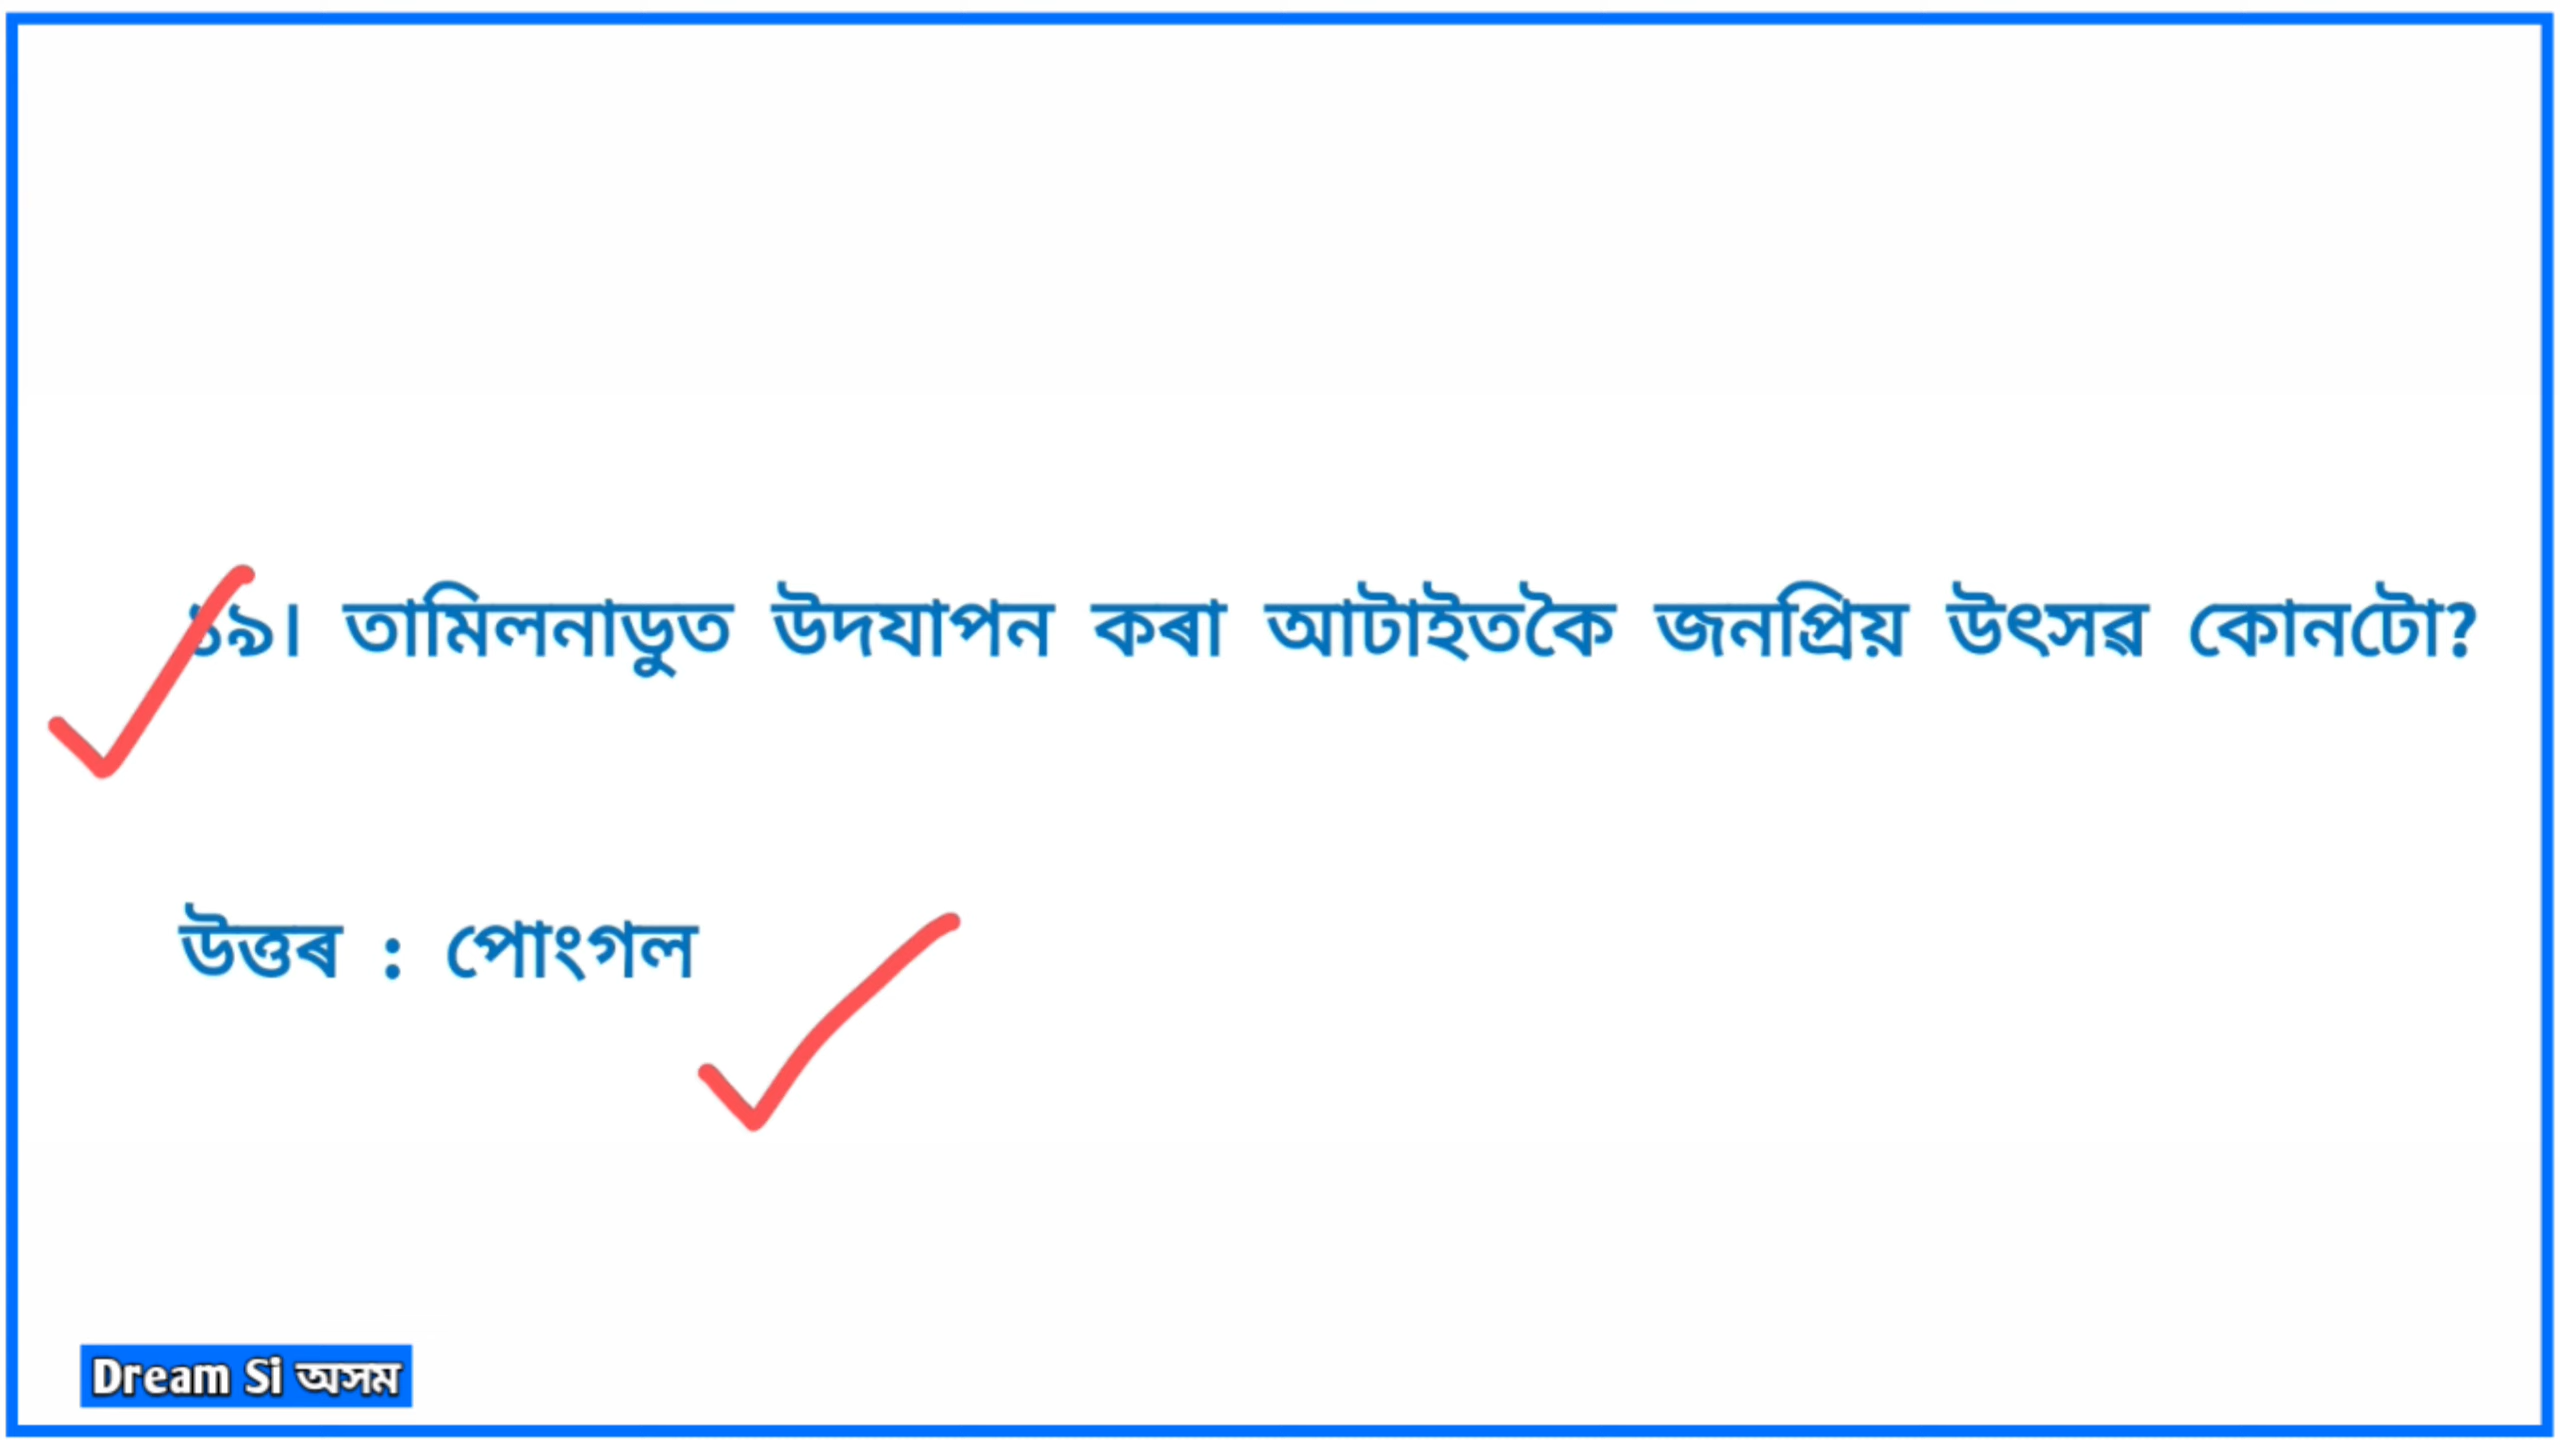 ৯। তামিলনাডুত উদযাপন কৰা আটাইতকৈ জনপ্ৰিয় উৎসৱ কোনটো?
উত্তৰ : পোংগল
Dream Si অসম